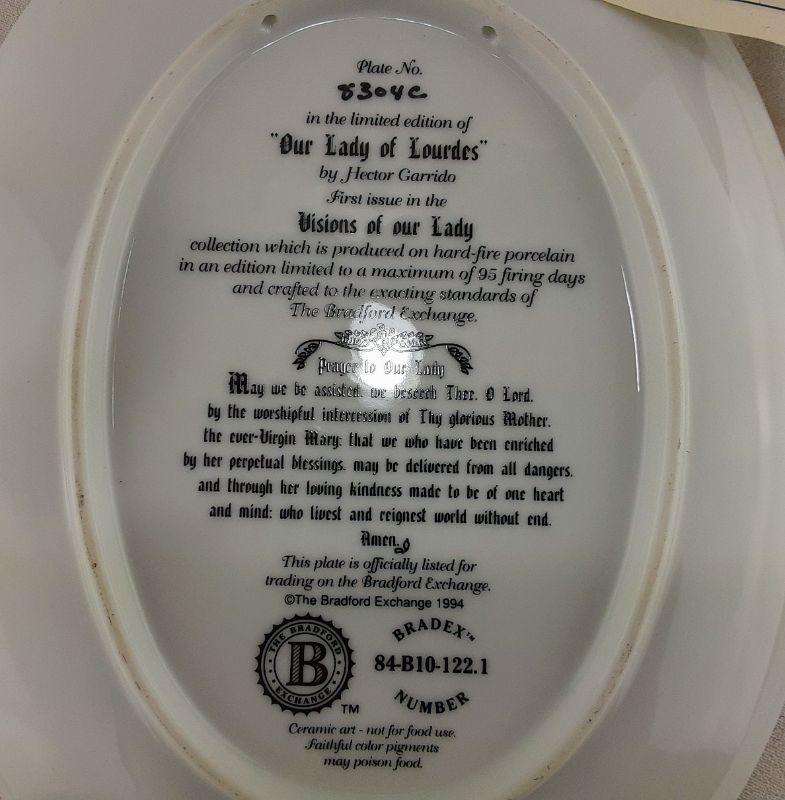 Plate No.
8304C
in the limited edition of
"Our Lady of Lourdes"
by Hector Garrido
First issue in the
Visions of our Lady
collection which is produced on hard-fire porcelain
in an edition limited to a maximum of 95 firing days
and crafted to the exacting standards of
The Bradford Exchange.
Prayer to Our Lady
May we be assisted, we beseech Thee, O Lord,
by the worshipful intercession of Thy glorious Mother,
the ever-Virgin Mary; that we who have been enriched
by her perpetual blessings, may be delivered from all dangers,
and through her loving kindness made to be of one heart
and mind: who livest and reignest world without end.
Amen.
This plate is officially listed for
trading on the Bradford Exchange.
©The Bradford Exchange 1994
THE BRADFORD
B
EXCHANGE
TM
BRADEX™
84-B10-122.1
NUMBER
Ceramic art - not for food use.
Faithful color pigments
may poison food.